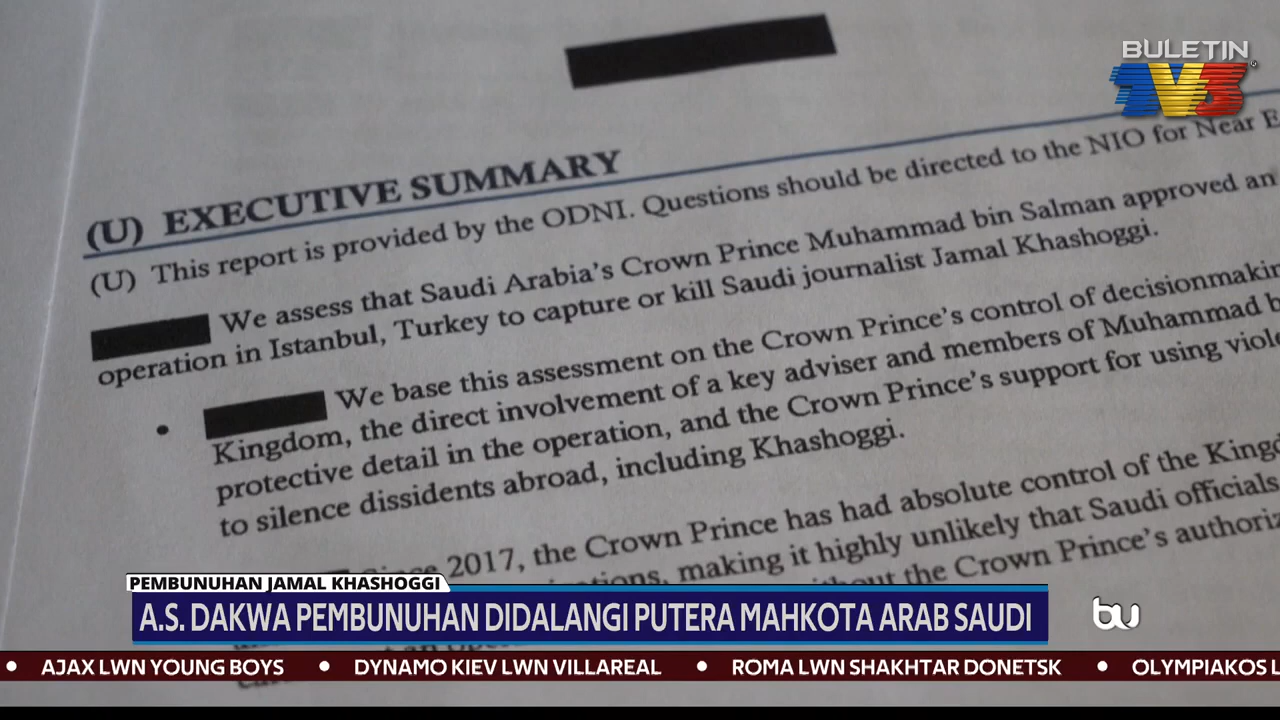 BULETIN
TV3
(U) EXECUTIVE SUMMARY
(U) This report is provided by the ODNI. Questions should be directed to the NIO for Near
We assess that Saudi Arabia's Crown Prince Muhammad bin Salman approved an
operation in Istanbul, Turkey to capture or kill Saudi journalist Jamal Khashoggi.
• We base this assessment on the Crown Prince's control of
Kingdom, the direct involvement of a key adviser and members of Muhammad
protective detail in the operation, and the Crown Prince's support for using
to silence dissidents abroad, including Khashoggi.
2017, the Crown Prince has had absolute control of the
making it highly unlikely that Saudi officials
the Crown Prince's
PEMBUNUHAN JAMAL KHASHOGGI
A.S. DAKWA PEMBUNUHAN DIDALANGI PUTERA MAHKOTA ARAB SAUDI
bu
• AJAX LWN YOUNG BOYS • DYNAMO KIEV LWN VILLAREAL • ROMA LWN SHAKHTAR DONETSK • OLYMPIAKOS